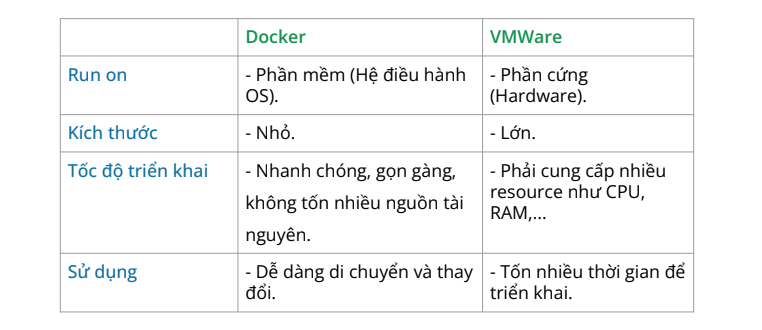 Docker VMWare
Run on
- Phần mềm (Hệ điều hành
OS).
- Phần cứng
(Hardware).
Kích thước
- Nhỏ.
- Lớn.
Tốc độ triển khai
- Nhanh chóng, gọn gàng,
không tốn nhiều nguồn tài
nguyên.
- Phải cung cấp nhiều
resource như CPU,
RAM,...
Sử dụng
- Dễ dàng di chuyển và thay
đổi.
- Tốn nhiều thời gian để
triển khai.